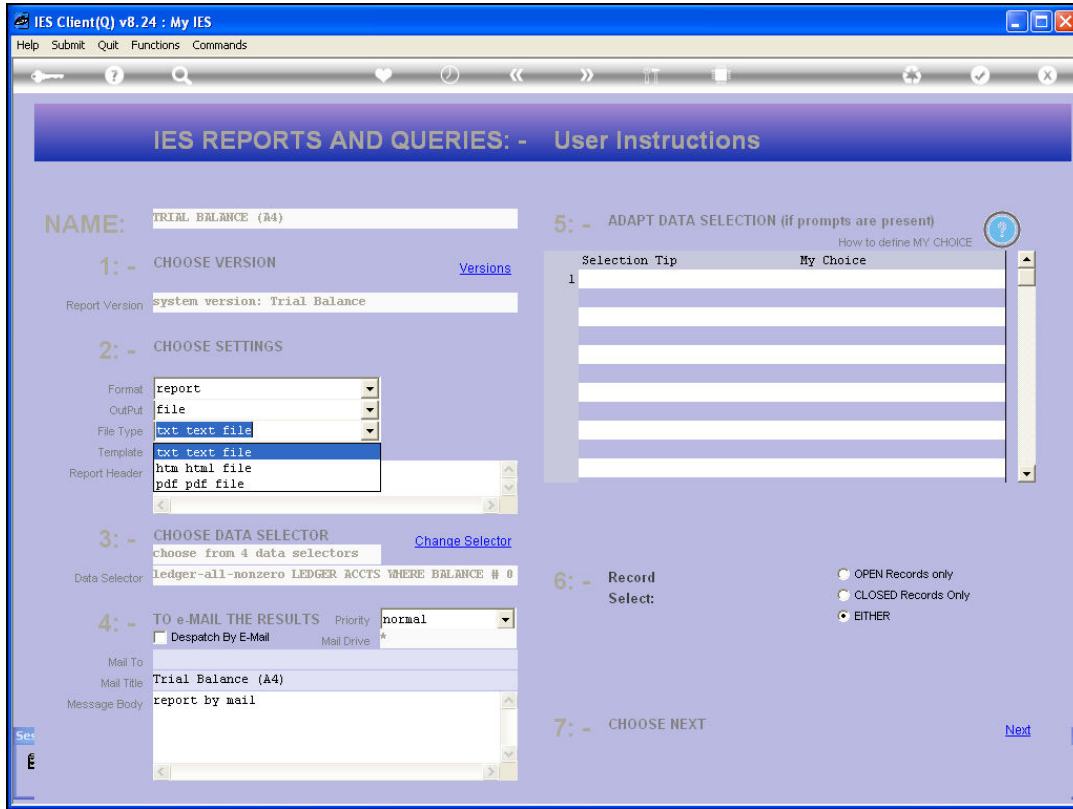 IES Client(Q) v8.24 : My IES
Help Submit Quit Functions Commands
IES REPORTS AND QUERIES: - User Instructions
NAME: TRIAL BALANCE (A4)
1: - CHOOSE VERSION Versions
Report Version system version: Trial Balance
2: - CHOOSE SETTINGS
Format report
OutPut file
File Type txt text file
Template txt text file
htm html file
Report Header
pdf pdf file
3: - CHOOSE DATA SELECTOR Change Selector
choose from 4 data selectors
Data Selector ledger-all-nonzero LEDGER ACCTS WHERE BALANCE # 0
4: - TO e-MAIL THE RESULTS Priority normal
Despatch By E-Mail Mail Drive *
Mail To
Mail Title Trial Balance (A4)
Message Body report by mail
5: - ADAPT DATA SELECTION (if prompts are present)
How to define MY CHOICE
?
Selection Tip My Choice
1
6: - Record Select:
OPEN Records only
CLOSED Records Only
EITHER
7: - CHOOSE NEXT Next
Ses